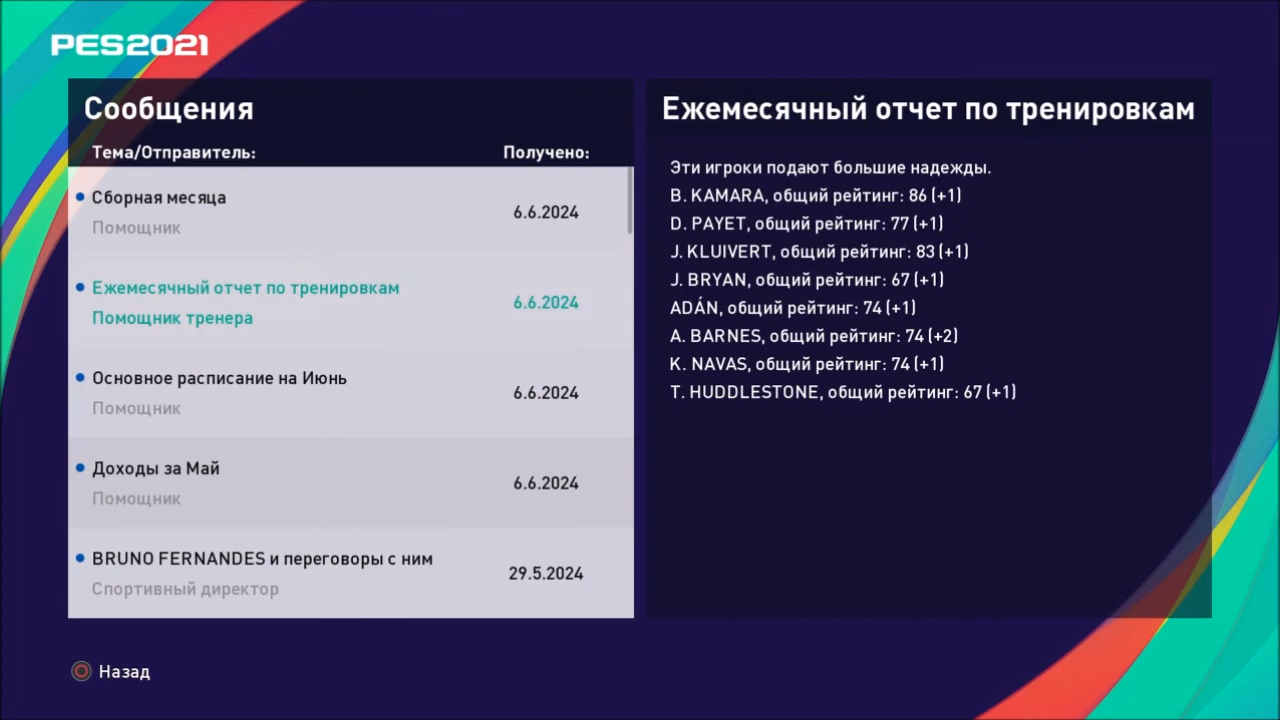 PES2021
Сообщения
Тема/Отправитель: Получено:
Сборная месяца
Помощник
6.6.2024
Ежемесячный отчет по тренировкам
Помощник тренера
6.6.2024
Основное расписание на Июнь
Помощник
6.6.2024
Доходы за Май
Помощник
6.6.2024
BRUNO FERNANDES и переговоры с ним
Спортивный директор
29.5.2024
Ежемесячный отчет по тренировкам
Эти игроки подают большие надежды.
B. KAMARA, общий рейтинг: 86 (+1)
D. PAYET, общий рейтинг: 77 (+1)
J. KLUIVERT, общий рейтинг: 83 (+1)
J. BRYAN, общий рейтинг: 67 (+1)
ADÁN, общий рейтинг: 74 (+1)
A. BARNES, общий рейтинг: 74 (+2)
K. NAVAS, общий рейтинг: 74 (+1)
T. HUDDLESTONE, общий рейтинг: 67 (+1)
Назад